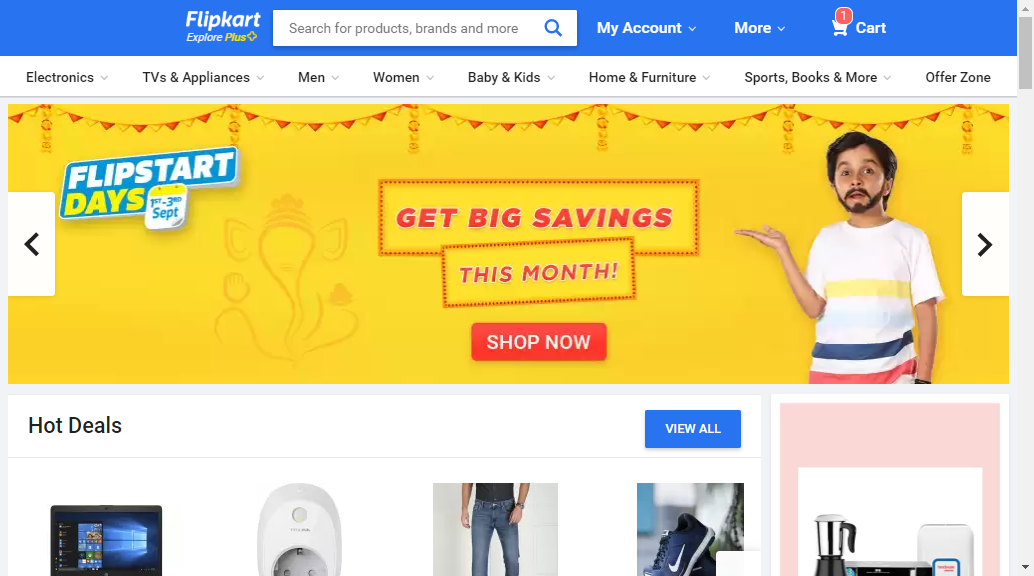 Flipkart
Explore Plus
Search for products, brands and more
My Account
More
1
Cart
Electronics
TVs & Appliances
Men
Women
Baby & Kids
Home & Furniture
Sports, Books & More
Offer Zone
FLIPSTART
DAYS
1ST-3RD
Sept
GET BIG SAVINGS
THIS MONTH!
SHOP NOW
Hot Deals
VIEW ALL